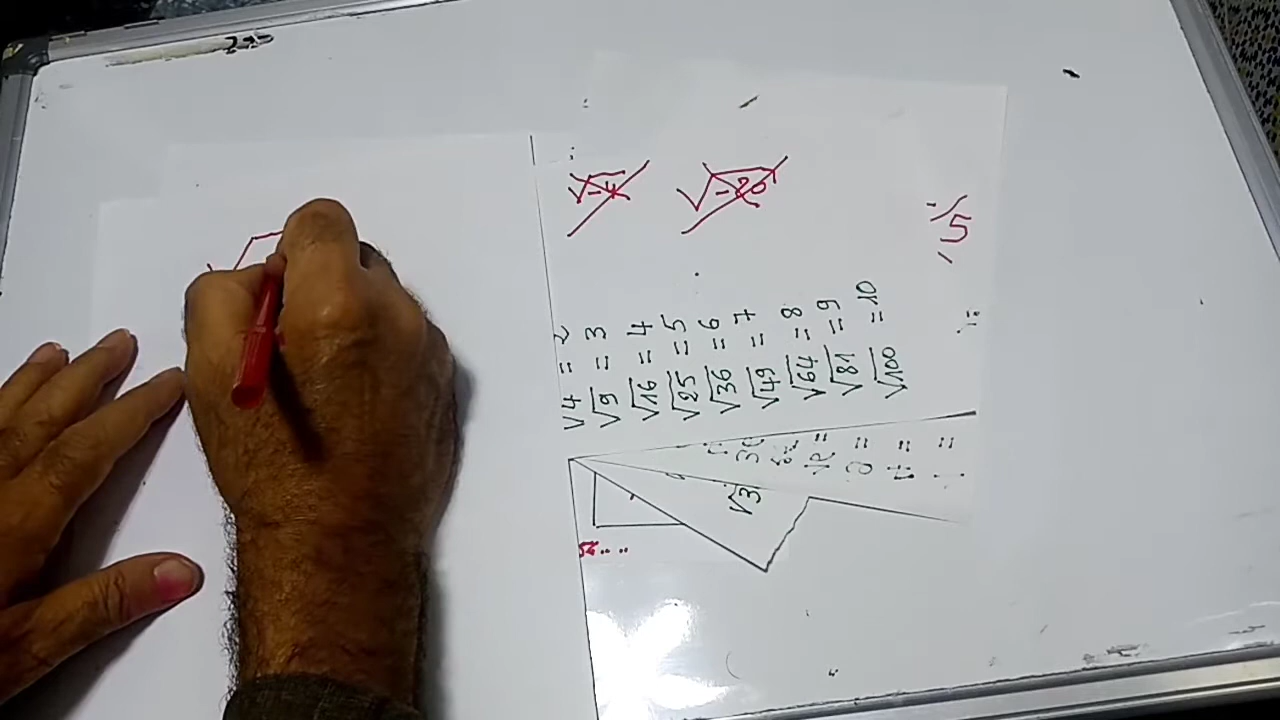 √-4
√-20
√4 = 2
√9 = 3
√16 = 4
√25 = 5
√36 = 6
√49 = 7
√64 = 8
√81 = 9
√100 = 10
√3